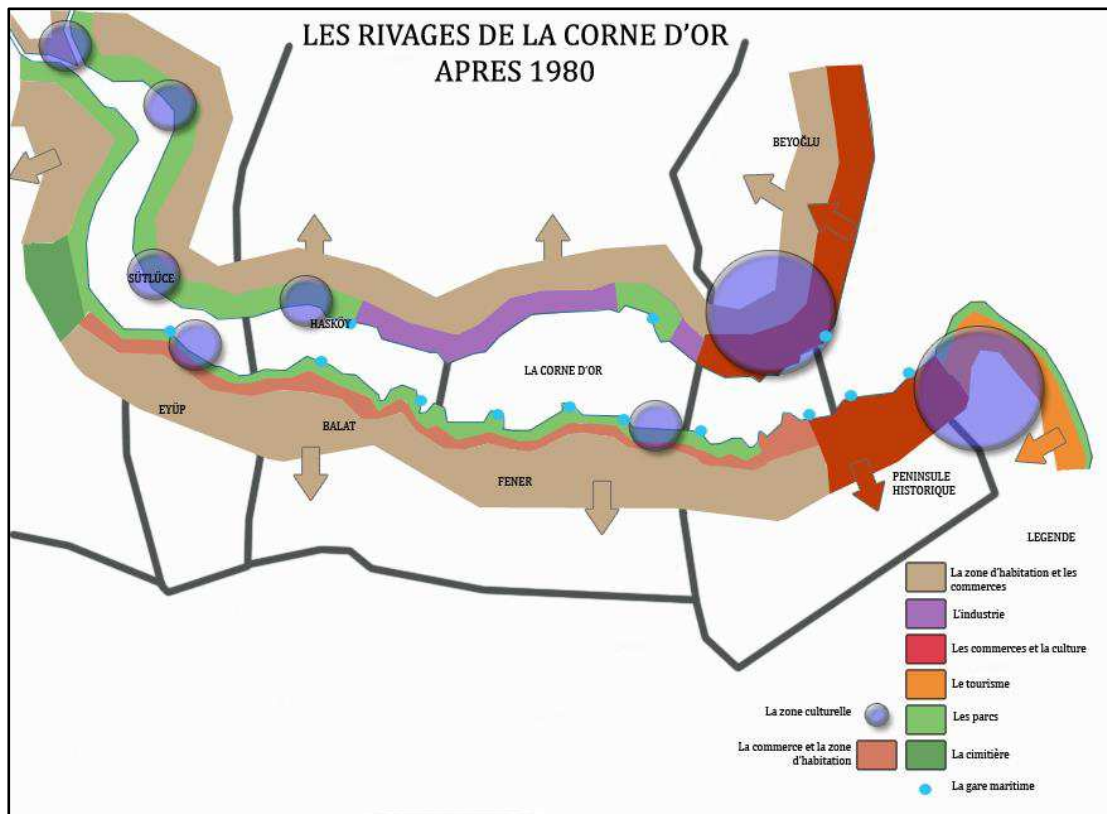 LES RIVAGES DE LA CORNE D'OR
APRES 1980
BEYOĞLU
SÜTLÜCE
HASKÖY
LA CORNE D'OR
EYÜP
BALAT
FENER
PENINSULE
HISTORIQUE
LEGENDE
La zone d'habitation et les
commerces
L'industrie
Les commerces et la culture
Le tourisme
La zone culturelle
Les parcs
La commerce et la zone
d'habitation
La cimitière
La gare maritime